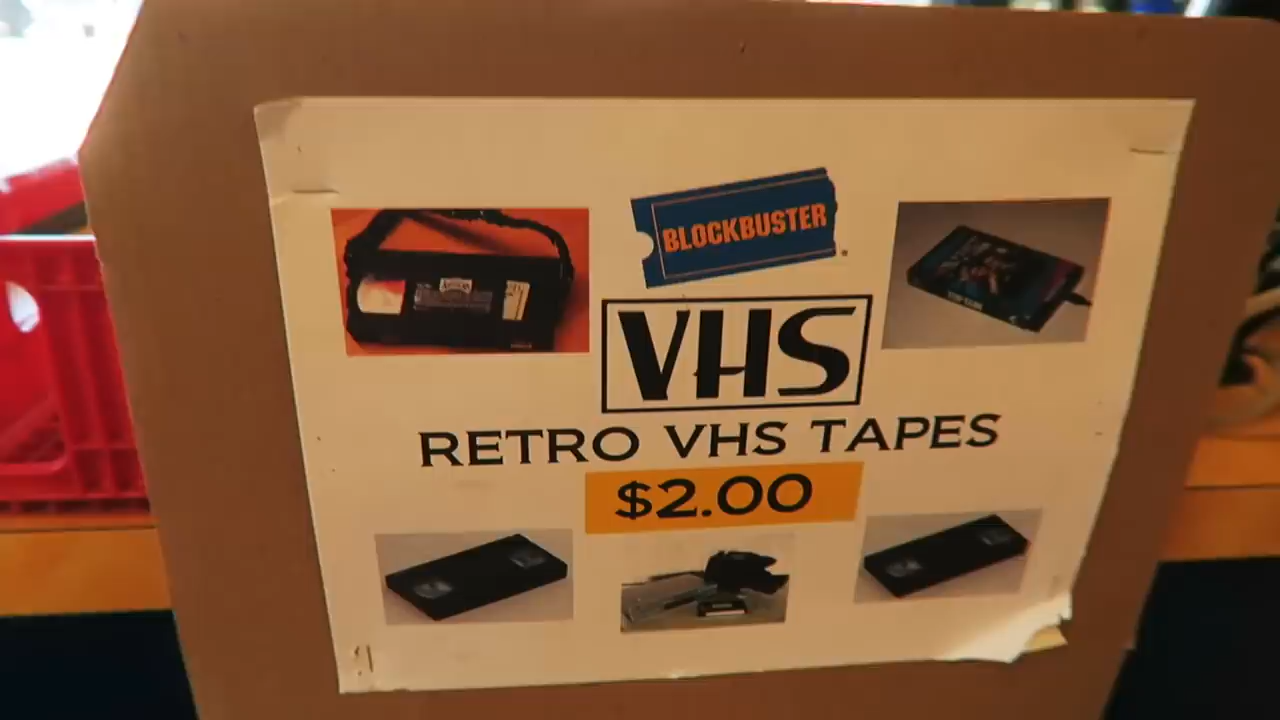 BLOCKBUSTER
VHS
RETRO VHS TAPES
$2.00